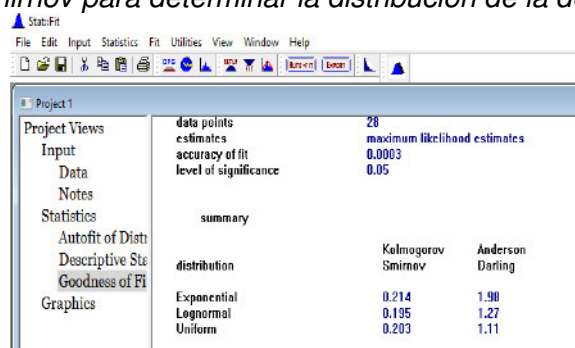 para determinar la distribución de la
Stat::Fit
File Edit Input Statistics Fit Utilities View Window Help
Project 1
Project Views
Input
Data
Notes
Statistics
Autofit of Distr
Descriptive Sta
Goodness of Fi
Graphics
data points 28
estimates maximum likelihood estimates
accuracy of fit 0.0003
level of significance 0.05
summary
Kolmogorov Anderson
distribution Smirnov Darling
Exponential 0.214 1.98
Lognormal 0.195 1.27
Uniform 0.203 1.11